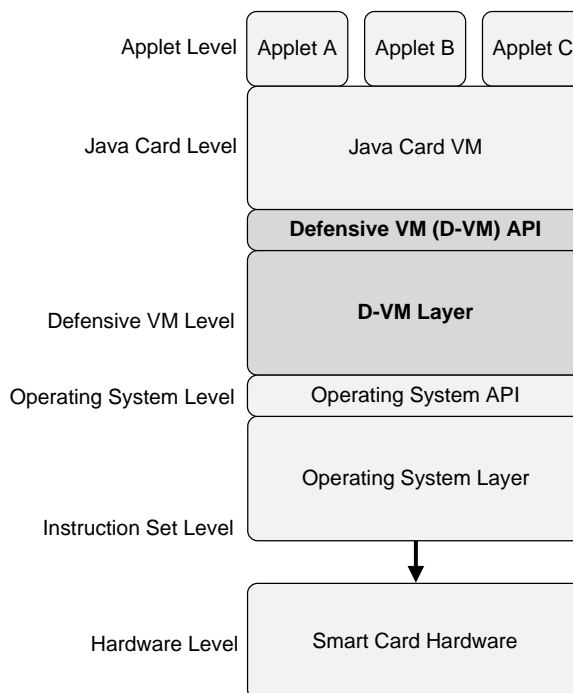 Applet Level
Applet A
Applet B
Applet C
Java Card Level
Java Card VM
Defensive VM (D-VM) API
D-VM Layer
Defensive VM Level
Operating System Level
Operating System API
Operating System Layer
Instruction Set Level
Hardware Level
Smart Card Hardware